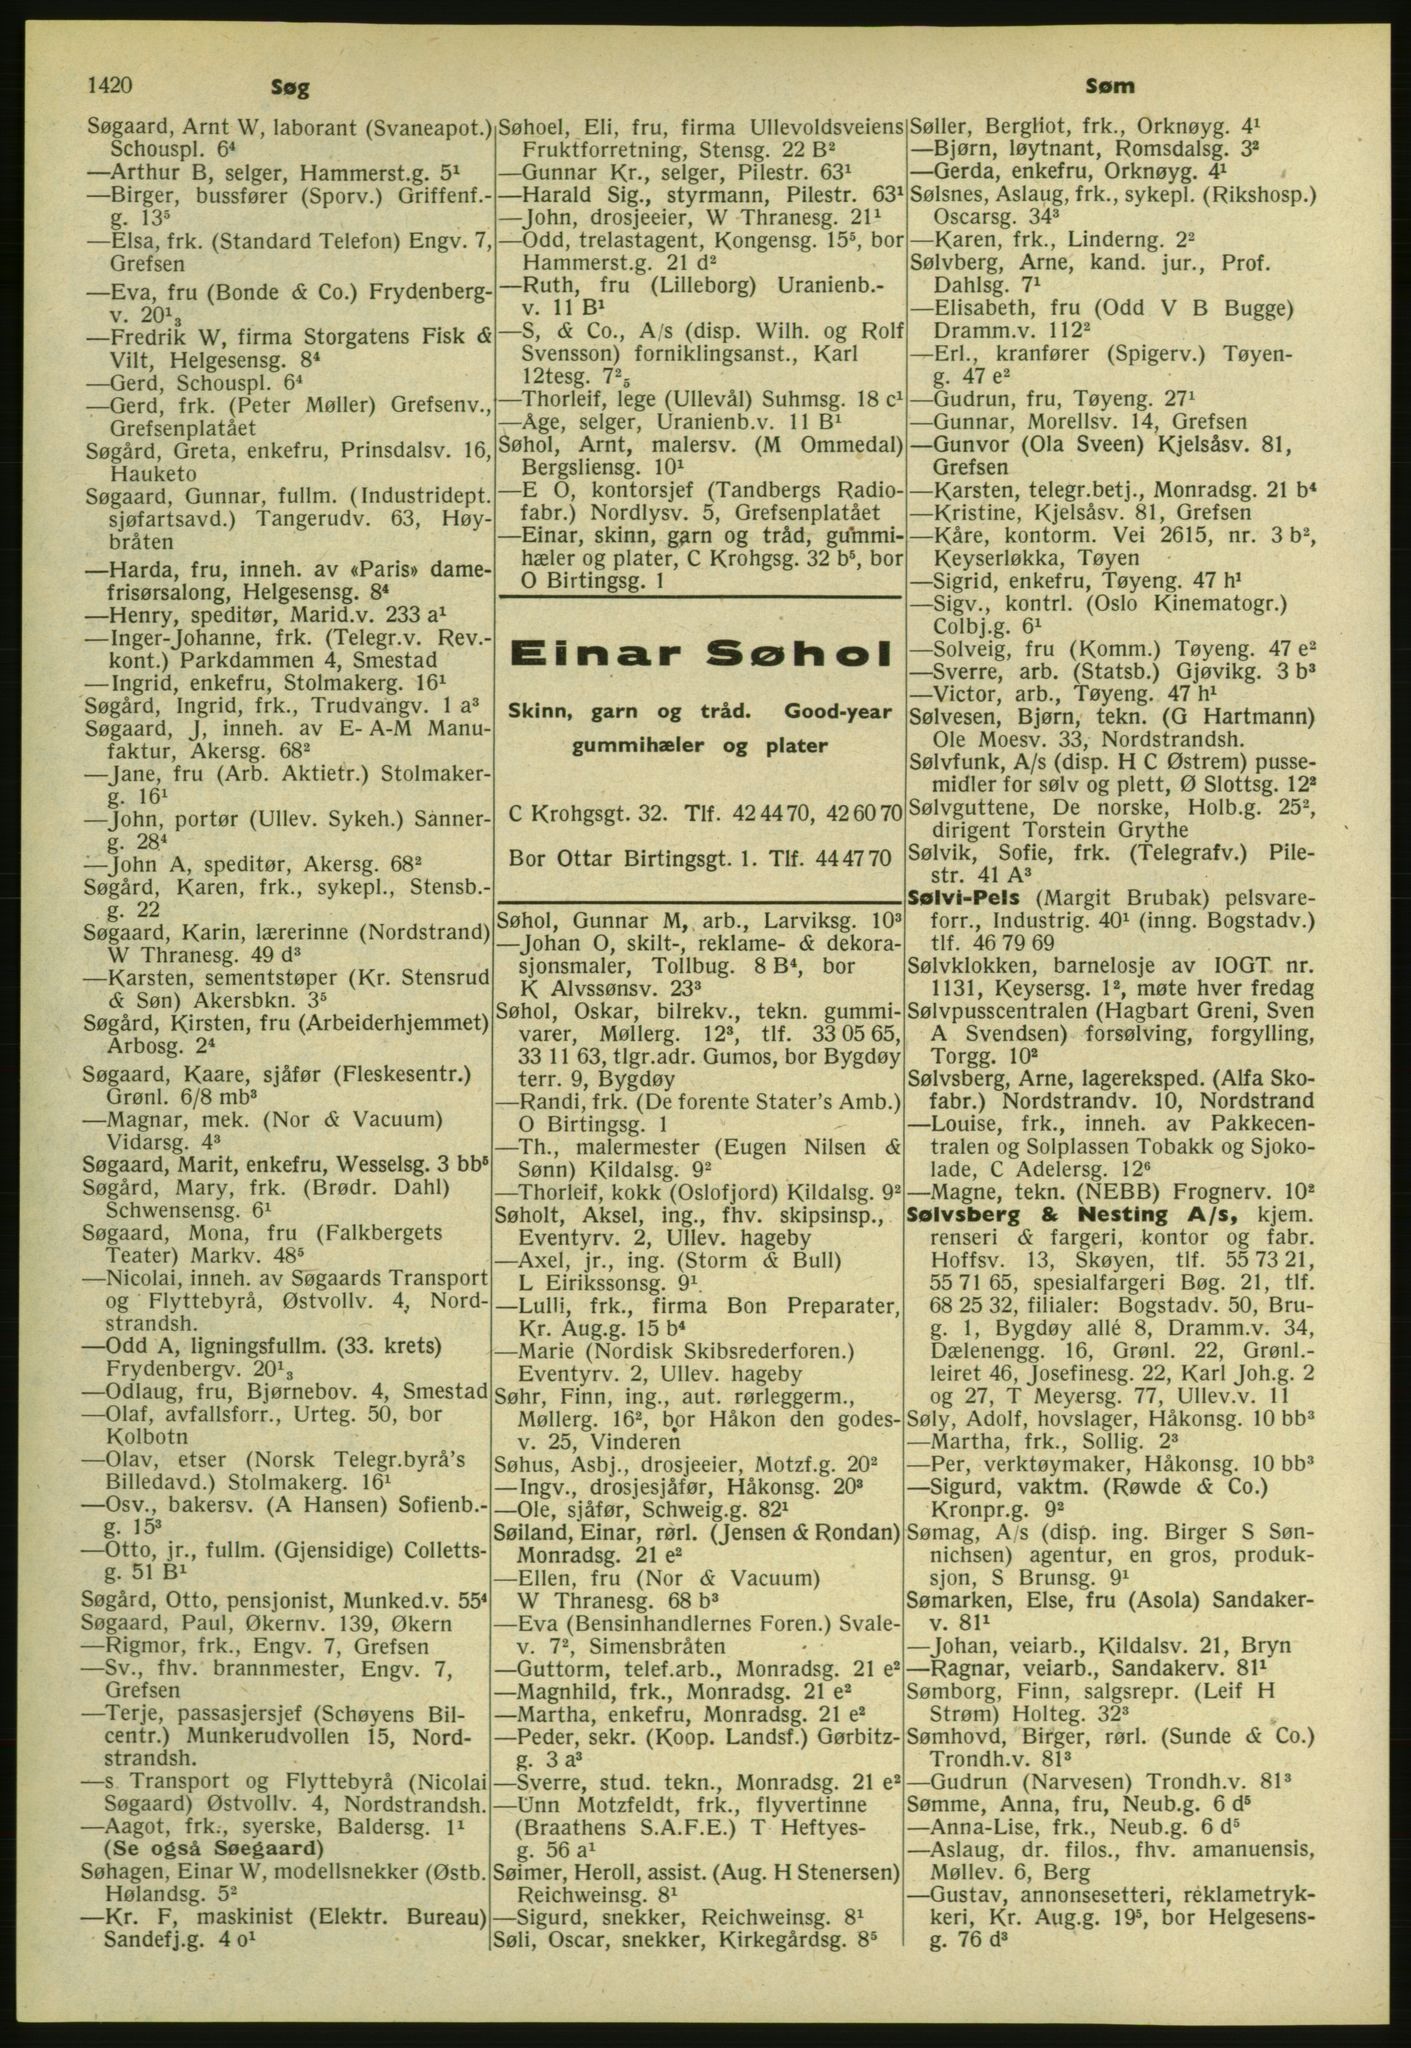 1420
Søg
Søm
Søgaard, Arnt W, laborant (Svaneapot.)
Schouspl. 6⁴
—Arthur B, selger, Hammerst.g. 5¹
—Birger, bussfører (Sporv.) Griffenf.-
g. 13⁵
—Elsa, frk. (Standard Telefon) Engv. 7,
Grefsen
—Eva, fru (Bonde & Co.) Frydenberg-
v. 20¹₃
—Fredrik W, firma Storgatens Fisk &
Vilt, Helgesensg. 8⁴
—Gerd, Schouspl. 6⁴
—Gerd, frk. (Peter Møller) Grefsenv.,
Grefsenplatået
Søgård, Greta, enkefru, Prinsdalsv. 16,
Hauketo
Søgaard, Gunnar, fullm. (Industridept.
sjøfartsavd.) Tangerudv. 63, Høy-
bråten
—Harda, fru, inneh. av «Paris» dame-
frisørsalong, Helgesensg. 8⁴
—Henry, speditør, Marid.v. 233 a¹
—Inger-Johanne, frk. (Telegr.v. Rev.-
kont.) Parkdammen 4, Smestad
—Ingrid, enkefru, Stolmakerg. 16¹
Søgård, Ingrid, frk., Trudvangv. 1 a³
Søgaard, J, inneh. av E- A-M Manu-
faktur, Akersg. 68²
—Jane, fru (Arb. Aktietr.) Stolmaker-
g. 16¹
—John, portør (Ullev. Sykeh.) Sanner-
g. 28⁴
—John A, speditør, Akersg. 68²
Søgård, Karen, frk., sykepl., Stensb.-
g. 22
Søgaard, Karin, lærerinne (Nordstrand)
W Thranesg. 49 d³
—Karsten, sementstøper (Kr. Stensrud
& Søn) Akersbkn. 3⁵
Søgård, Kirsten, fru (Arbeiderhjemmet)
Arbosg. 2⁴
Søgaard, Kaare, sjåfør (Fleskesentr.)
Grønl. 6/8 mb³
—Magnar, mek. (Nor & Vacuum)
Vidarsg. 4³
Søgaard, Marit, enkefru, Wesselsg. 3 bb⁵
Søgård, Mary, frk. (Brødr. Dahl)
Schwensensg. 6¹
Søgaard, Mona, fru (Falkbergets
Teater) Markv. 48⁵
—Nicolai, inneh. av Søgaards Transport
og Flyttebyrå, Østvollv. 4, Nord-
strandsh.
—Odd A, ligningsfullm. (33. krets)
Frydenbergv. 20¹₃
—Odlaug, fru, Bjørnebov. 4, Smestad
—Olaf, avfallsforr., Urteg. 50, bor
Kolbotn
—Olav, etser (Norsk Telegr.byrå's
Billedavd.) Stolmakerg. 16¹
—Osv., bakersv. (A Hansen) Sofienb.-
g. 15³
—Otto, jr., fullm. (Gjensidige) Colletts-
g. 51 B¹
Søgård, Otto, pensjonist, Munked.v. 55⁴
Søgaard, Paul, Økernv. 139, Økern
—Rigmor, frk., Engv. 7, Grefsen
—Sv., fhv. brannmester, Engv. 7,
Grefsen
—Terje, passasjersjef (Schøyens Bil-
centr.) Munkerudvollen 15, Nord-
strandsh.
—s Transport og Flyttebyrå (Nicolai
Søgaard) Østvollv. 4, Nordstrandsh.
—Aagot, frk., syerske, Baldersg. 1¹
(Se også Søegaard)
Søhagen, Einar W, modellsnekker (Østb.
Hølandsg. 5²
—Kr. F, maskinist (Elektr. Bureau)
Sandefj.g. 4 o¹
Søhoel, Eli, fru, firma Ullevoldsveiens
Fruktforretning, Stensg. 22 B²
—Gunnar Kr., selger, Pilestr. 63¹
—Harald Sig., styrmann, Pilestr. 63¹
—John, drosjeeier, W Thranesg. 21¹
—Odd, trelastagent, Kongensg. 15⁵, bor
Hammerst.g. 21 d²
—Ruth, fru (Lilleborg) Uranienb.-
v. 11 B¹
—S, & Co., A/s (disp. Wilh. og Rolf
Svensson) forniklingsanst., Karl
12tesg. 7²₅
—Thorleif, lege (Ullevål) Suhmsg. 18 c¹
—Åge, selger, Uranienb.v. 11 B¹
Søhol, Arnt, malersv. (M Ommedal)
Bergsliensg. 10¹
—E O, kontorsjef (Tandbergs Radio-
fabr.) Nordlysv. 5, Grefsenplatået
—Einar, skinn, garn og tråd, gummi-
hæler og plater, C Krohgsg. 32 b⁵, bor
O Birtingsg. 1
Einar Søhol
Skinn, garn og tråd. Good-year
gummihæler og plater
C Krohgsgt. 32. Tlf. 42 44 70, 42 60 70
Bor Ottar Birtingsgt. 1. Tlf. 44 47 70
Søhol, Gunnar M, arb., Larviksg. 10³
—Johan O, skilt-, reklame- & dekora-
sjonsmaler, Tollbug. 8 B⁴, bor
K Alvssønsv. 23³
Søhol, Oskar, bilrekv., tekn. gummi-
varer, Møllerg. 12³, tlf. 33 05 65,
33 11 63, tlgr.adr. Gumos, bor Bygdøy
terr. 9, Bygdøy
—Randi, frk. (De forente Stater's Amb.)
O Birtingsg. 1
—Th., malermester (Eugen Nilsen &
Sønn) Kildalsg. 9²
—Thorleif, kokk (Oslofjord) Kildalsg. 9²
Søholt, Aksel, ing., fhv. skipsinsp.,
Eventyrv. 2, Ullev. hageby
—Axel, jr., ing. (Storm & Bull)
L Eirikssonsg. 9¹
—Lulli, frk., firma Bon Preparater,
Kr. Aug.g. 15 b⁴
—Marie (Nordisk Skibsrederforen.)
Eventyrv. 2, Ullev. hageby
Søhr, Finn, ing., aut. rørleggerm.,
Møllerg. 16², bor Håkon den godes-
v. 25, Vinderen
Søhus, Asbj., drosjeeier, Motzf.g. 20²
—Ingv., drosjesjåfør, Håkonsg. 20³
—Ole, sjåfør, Schweig.g. 82¹
Søiland, Einar, rørl. (Jensen & Rondan)
Monradsg. 21 e²
—Ellen, fru (Nor & Vacuum)
W Thranesg. 68 b³
—Eva (Bensinhandlernes Foren.) Svale-
v. 7², Simensbråten
—Guttorm, telef.arb., Monradsg. 21 e²
—Magnhild, frk., Monradsg. 21 e²
—Martha, enkefru, Monradsg. 21 e²
—Peder, sekr. (Koop. Landsf.) Gørbitz-
g. 3 a³
—Sverre, stud. tekn., Monradsg. 21 e²
—Unn Motzfeldt, frk., flyvertinne
(Braathens S.A.F.E.) T Heftyes-
g. 56 a¹
Søimer, Heroll, assist. (Aug. H Stenersen)
Reichweinsg. 8¹
—Sigurd, snekker, Reichweinsg. 8¹
Søli, Oscar, snekker, Kirkegårdsg. 8⁵
Søller, Bergliot, frk., Orknøyg. 4¹
—Bjørn, løytnant, Romsdalsg. 3²
—Gerda, enkefru, Orknøyg. 4¹
Sølsnes, Aslaug, frk., sykepl. (Rikshosp.)
Oscarsg. 34³
—Karen, frk., Linderng. 2²
Sølvberg, Arne, kand. jur., Prof.
Dahlsg. 7¹
—Elisabeth, fru (Odd V B Bugge)
Dramm.v. 112²
—Erl., kranfører (Spigerv.) Tøyen-
g. 47 e²
—Gudrun, fru, Tøyeng. 27¹
—Gunnar, Morellsv. 14, Grefsen
—Gunvor (Ola Sveen) Kjelsåsv. 81,
Grefsen
—Karsten, telegr.betj., Monradsg. 21 b⁴
—Kristine, Kjelsåsv. 81, Grefsen
—Kåre, kontorm. Vei 2615, nr. 3 b²,
Keyserløkka, Tøyen
—Sigrid, enkefru, Tøyeng. 47 h¹
—Sigv., kontrl. (Oslo Kinematogr.)
Colbj.g. 6¹
—Solveig, fru (Komm.) Tøyeng. 47 e²
—Sverre, arb. (Statsb.) Gjøvikg. 3 b³
—Victor, arb., Tøyeng. 47 h¹
Sølvesen, Bjørn, tekn. (G Hartmann)
Ole Moesv. 33, Nordstrandsh.
Sølvfunk, A/s (disp. H C Østrem) pusse-
midler for sølv og plett, Ø Slottsg. 12²
Sølvguttene, De norske, Holb.g. 25²,
dirigent Torstein Grythe
Sølvik, Sofie, frk. (Telegrafv.) Pile-
str. 41 A³
Sølvi-Pels (Margit Brubak) pelsvare-
forr., Industrig. 40¹ (inng. Bogstadv.)
tlf. 46 79 69
Sølvklokken, barnelosje av IOGT nr.
1131, Keysersg. 1², møte hver fredag
Sølvpusscentralen (Hagbart Greni, Sven
A Svendsen) forsølving, forgylling,
Torgg. 10²
Sølvsberg, Arne, lagereksped. (Alfa Sko-
fabr.) Nordstrandv. 10, Nordstrand
—Louise, frk., inneh. av Pakkecen-
tralen og Solplassen Tobakk og Sjoko-
lade, C Adelersg. 12⁶
—Magne, tekn. (NEBB) Frognerv. 10²
Sølvsberg & Nesting A/s, kjem.
renseri & fargeri, kontor og fabr.
Hoffsv. 13, Skøyen, tlf. 55 73 21,
55 71 65, spesialfargeri Bøg. 21, tlf.
68 25 32, filialer: Bogstadv. 50, Bru-
g. 1, Bygdøy allé 8, Dramm.v. 34,
Dælenengg. 16, Grønl. 22, Grønl.-
leiret 46, Josefinesg. 22, Karl Joh.g. 2
og 27, T Meyersg. 77, Ullev.v. 11
Søly, Adolf, hovslager, Håkonsg. 10 bb³
—Martha, frk., Sollig. 2³
—Per, verktøymaker, Håkonsg. 10 bb³
—Sigurd, vaktm. (Røwde & Co.)
Kronpr.g. 9²
Sømag, A/s (disp. ing. Birger S Søn-
nichsen) agentur, en gros, produk-
sjon, S Brunsg. 9¹
Sømarken, Else, fru (Asola) Sandaker-
v. 81¹
—Johan, veiarb., Kildalsv. 21, Bryn
—Ragnar, veiarb., Sandakerv. 81¹
Sømborg, Finn, salgsrepr. (Leif H
Strøm) Holteg. 32³
Sømhovd, Birger, rørl. (Sunde & Co.)
Trondh.v. 81³
—Gudrun (Narvesen) Trondh.v. 81³
Sømme, Anna, fru, Neub.g. 6 d⁵
—Anna-Lise, frk., Neub.g. 6 d⁵
—Aslaug, dr. filos., fhv. amanuensis,
Møllev. 6, Berg
—Gustav, annonsesetteri, reklametryk-
keri, Kr. Aug.g. 19⁵, bor Helgesens-
g. 76 d³